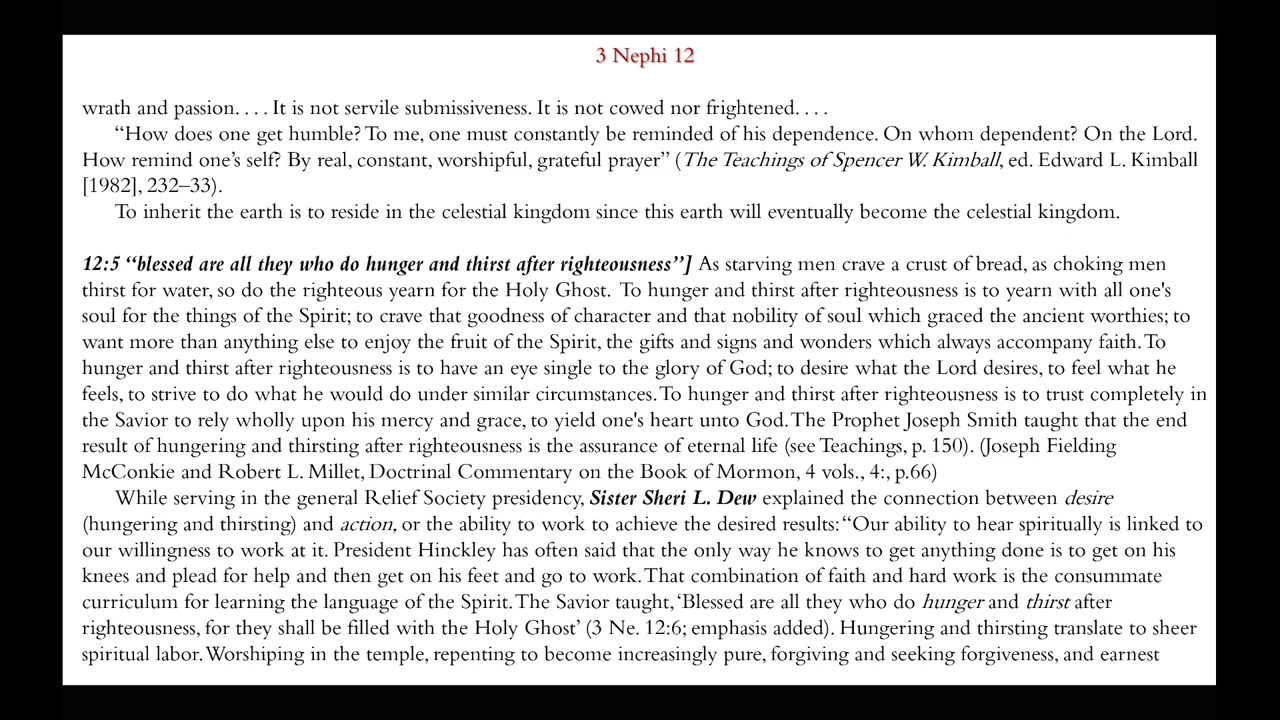 3 Nephi 12
wrath and passion. . . . It is not servile submissiveness. It is not cowed nor frightened. . . .
“How does one get humble? To me, one must constantly be reminded of his dependence. On whom dependent? On the Lord.
How remind one’s self? By real, constant, worshipful, grateful prayer” (The Teachings of Spencer W. Kimball, ed. Edward L. Kimball
[1982], 232–33).
To inherit the earth is to reside in the celestial kingdom since this earth will eventually become the celestial kingdom.
12:5 “blessed are all they who do hunger and thirst after righteousness”] As starving men crave a crust of bread, as choking men
thirst for water, so do the righteous yearn for the Holy Ghost. To hunger and thirst after righteousness is to yearn with all one's
soul for the things of the Spirit; to crave that goodness of character and that nobility of soul which graced the ancient worthies; to
want more than anything else to enjoy the fruit of the Spirit, the gifts and signs and wonders which always accompany faith. To
hunger and thirst after righteousness is to have an eye single to the glory of God; to desire what the Lord desires, to feel what he
feels, to strive to do what he would do under similar circumstances. To hunger and thirst after righteousness is to trust completely in
the Savior to rely wholly upon his mercy and grace, to yield one's heart unto God. The Prophet Joseph Smith taught that the end
result of hungering and thirsting after righteousness is the assurance of eternal life (see Teachings, p. 150). (Joseph Fielding
McConkie and Robert L. Millet, Doctrinal Commentary on the Book of Mormon, 4 vols., 4:, p.66)
While serving in the general Relief Society presidency, Sister Sheri L. Dew explained the connection between desire
(hungering and thirsting) and action, or the ability to work to achieve the desired results: “Our ability to hear spiritually is linked to
our willingness to work at it. President Hinckley has often said that the only way he knows to get anything done is to get on his
knees and plead for help and then get on his feet and go to work. That combination of faith and hard work is the consummate
curriculum for learning the language of the Spirit. The Savior taught, ‘Blessed are all they who do hunger and thirst after
righteousness, for they shall be filled with the Holy Ghost’ (3 Ne. 12:6; emphasis added). Hungering and thirsting translate to sheer
spiritual labor. Worshiping in the temple, repenting to become increasingly pure, forgiving and seeking forgiveness, and earnest